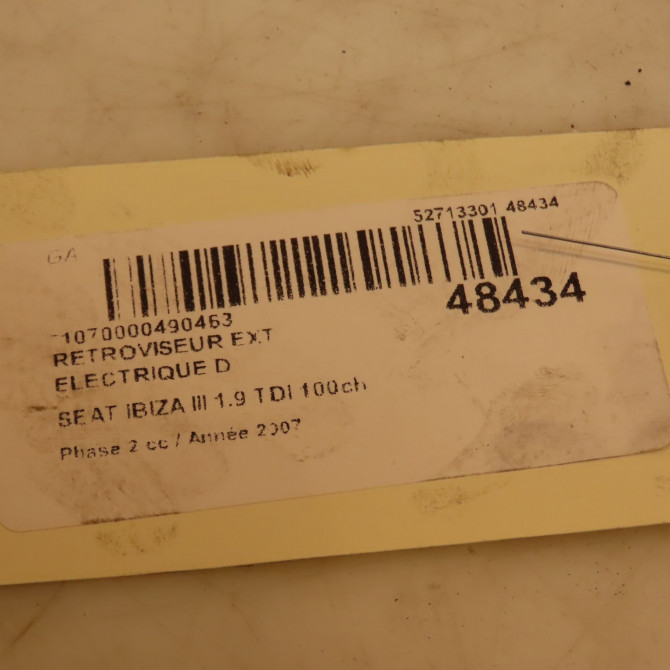 52713301 48434
GA
48434
1070000490463
RETROVISEUR EXT
ELECTRIQUE D
SEAT IBIZA III 1.9 TDI 100ch
Phase 2 cc / Année 2007